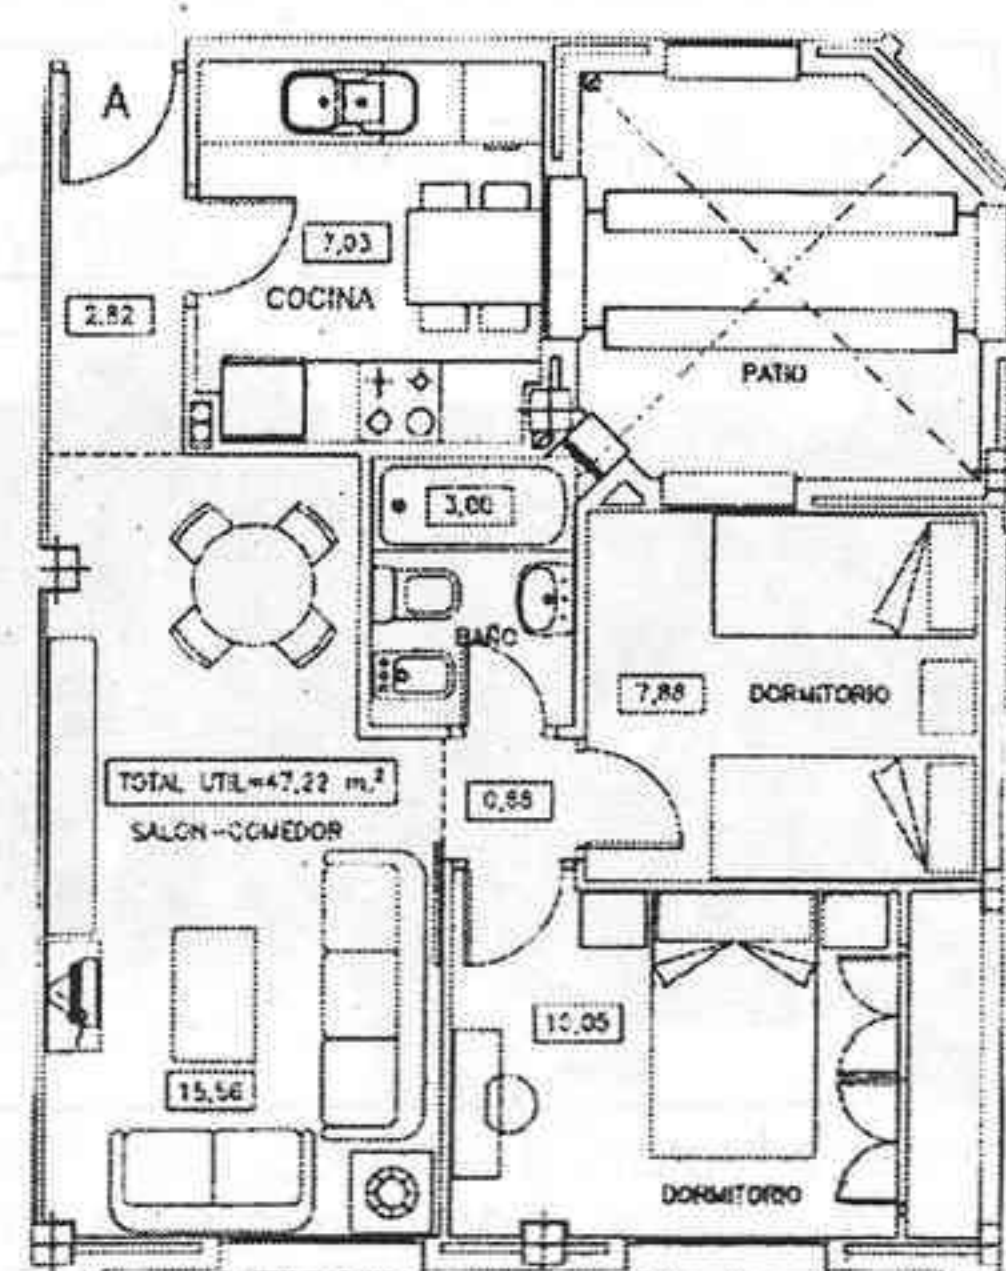 A
7,03
COCINA
2,82
PATIO
3,00
BAÑO
7,88 DORMITORIO
TOTAL UTIL=47,22 m.²
0,88
SALON-COMEDOR
10,05
15,56
DORMITORIO